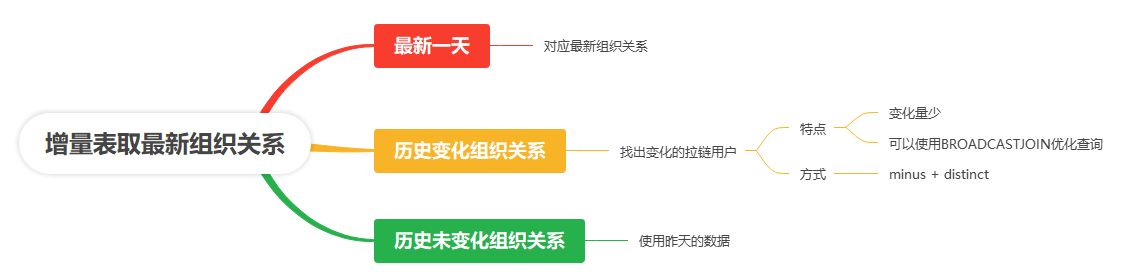 增量表取最新组织关系
最新一天
对应最新组织关系
历史变化组织关系
找出变化的拉链用户
特点
变化量少
可以使用BROADCASTJOIN优化查询
方式
minus + distinct
历史未变化组织关系
使用昨天的数据